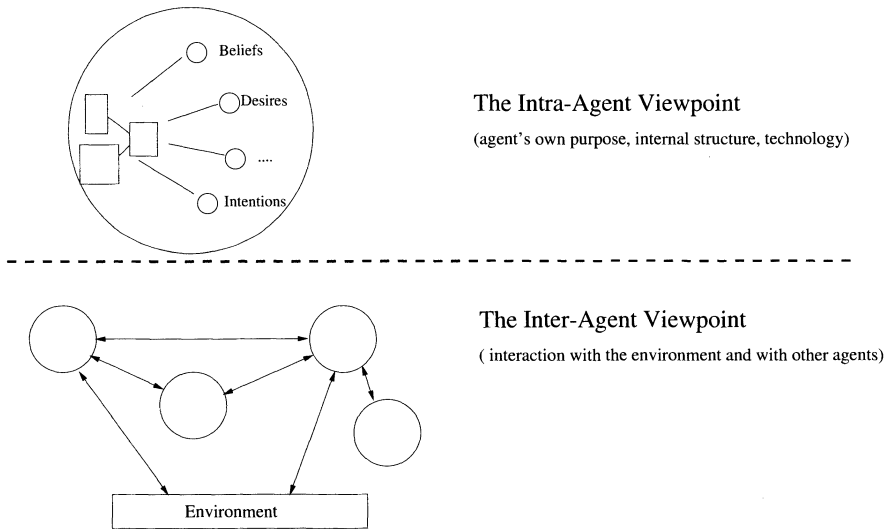 Beliefs
Desires
....
Intentions
The Intra-Agent Viewpoint
(agent's own purpose, internal structure, technology)
The Inter-Agent Viewpoint
( interaction with the environment and with other agents)
Environment